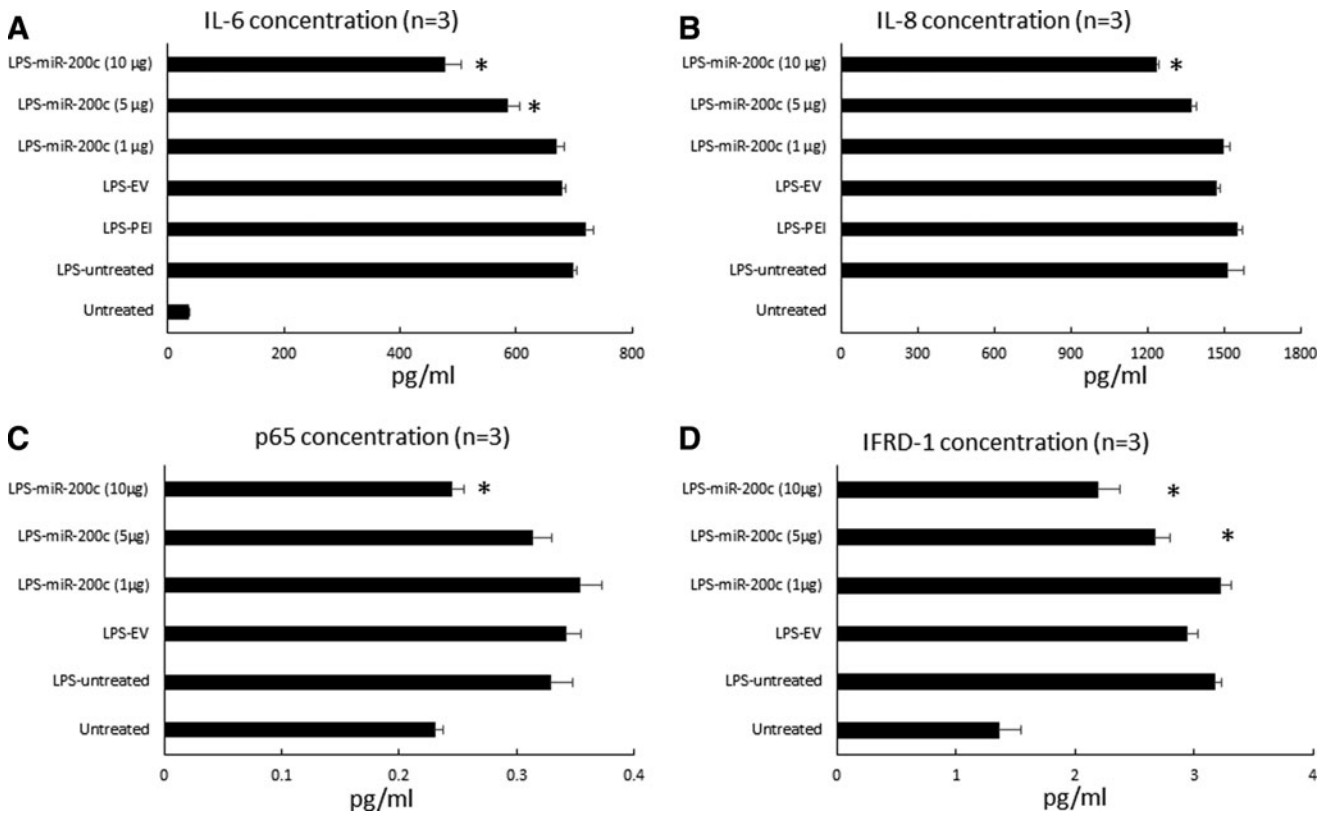 A
IL-6 concentration (n=3)
LPS-miR-200c (10 µg)
*
LPS-miR-200c (5 µg)
*
LPS-miR-200c (1 µg)
LPS-EV
LPS-PEI
LPS-untreated
Untreated
0 200 400 600 800
pg/ml
B
IL-8 concentration (n=3)
LPS-miR-200c (10 µg)
*
LPS-miR-200c (5 µg)
LPS-miR-200c (1 µg)
LPS-EV
LPS-PEI
LPS-untreated
Untreated
0 300 600 900 1200 1500 1800
pg/ml
C
p65 concentration (n=3)
LPS-miR-200c (10µg)
*
LPS-miR-200c (5µg)
LPS-miR-200c (1µg)
LPS-EV
LPS-untreated
Untreated
0 0.1 0.2 0.3 0.4
pg/ml
D
IFRD-1 concentration (n=3)
LPS-miR-200c (10µg)
*
LPS-miR-200c (5µg)
*
LPS-miR-200c (1µg)
LPS-EV
LPS-untreated
Untreated
0 1 2 3 4
pg/ml